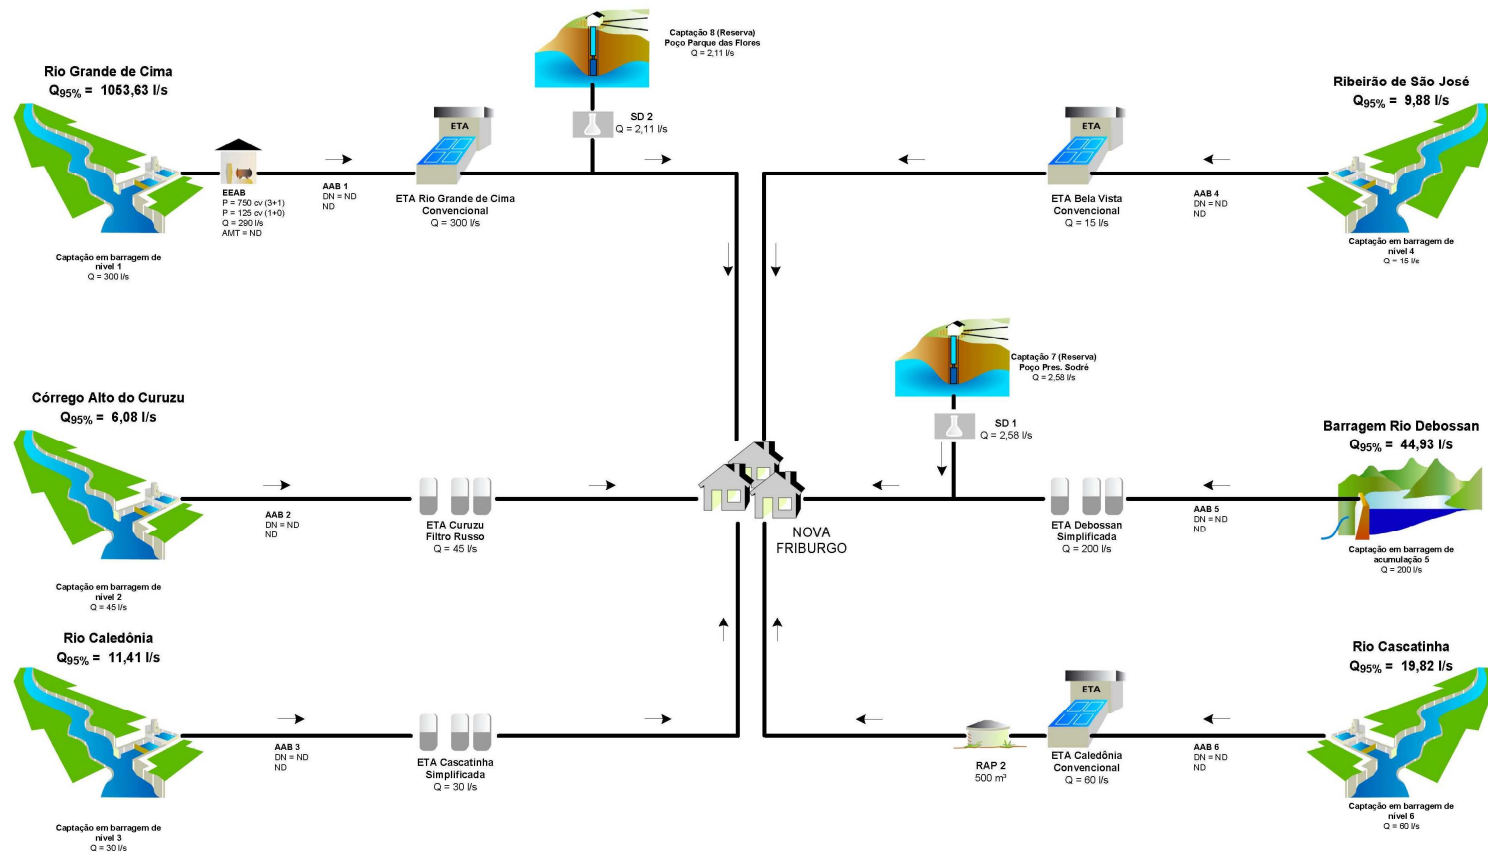 Rio Grande de Cima
Q95% = 1053,63 l/s
Captação em barragem de
nível 1
Q = 300 l/s
EEAB
P = 750 cv (3+1)
P = 125 cv (1+0)
Q = 290 l/s
AMT = ND
AAB 1
DN = ND
ND
ETA
ETA Rio Grande de Cima
Convencional
Q = 300 l/s
Captação 8 (Reserva)
Poço Parque das Flores
Q = 2,11 l/s
SD 2
Q = 2,11 l/s
ETA
ETA Bela Vista
Convencional
Q = 15 l/s
AAB 4
DN = ND
ND
Ribeirão de São José
Q95% = 9,88 l/s
Captação em barragem de
nível 4
Q = 15 l/s
Córrego Alto do Curuzu
Q95% = 6,08 l/s
Captação em barragem de
nível 2
Q = 45 l/s
AAB 2
DN = ND
ND
ETA Curuzu
Filtro Russo
Q = 45 l/s
NOVA
FRIBURGO
Captação 7 (Reserva)
Poço Pres. Sodré
Q = 2,58 l/s
SD 1
Q = 2,58 l/s
ETA Debossan
Simplificada
Q = 200 l/s
AAB 5
DN = ND
ND
Barragem Rio Debossan
Q95% = 44,93 l/s
Captação em barragem de
acumulação 5
Q = 200 l/s
Rio Caledônia
Q95% = 11,41 l/s
Captação em barragem de
nível 3
Q = 30 l/s
AAB 3
DN = ND
ND
ETA Cascatinha
Simplificada
Q = 30 l/s
RAP 2
500 m³
ETA
ETA Caledônia
Convencional
Q = 60 l/s
AAB 6
DN = ND
ND
Rio Cascatinha
Q95% = 19,82 l/s
Captação em barragem de
nível 6
Q = 60 l/s